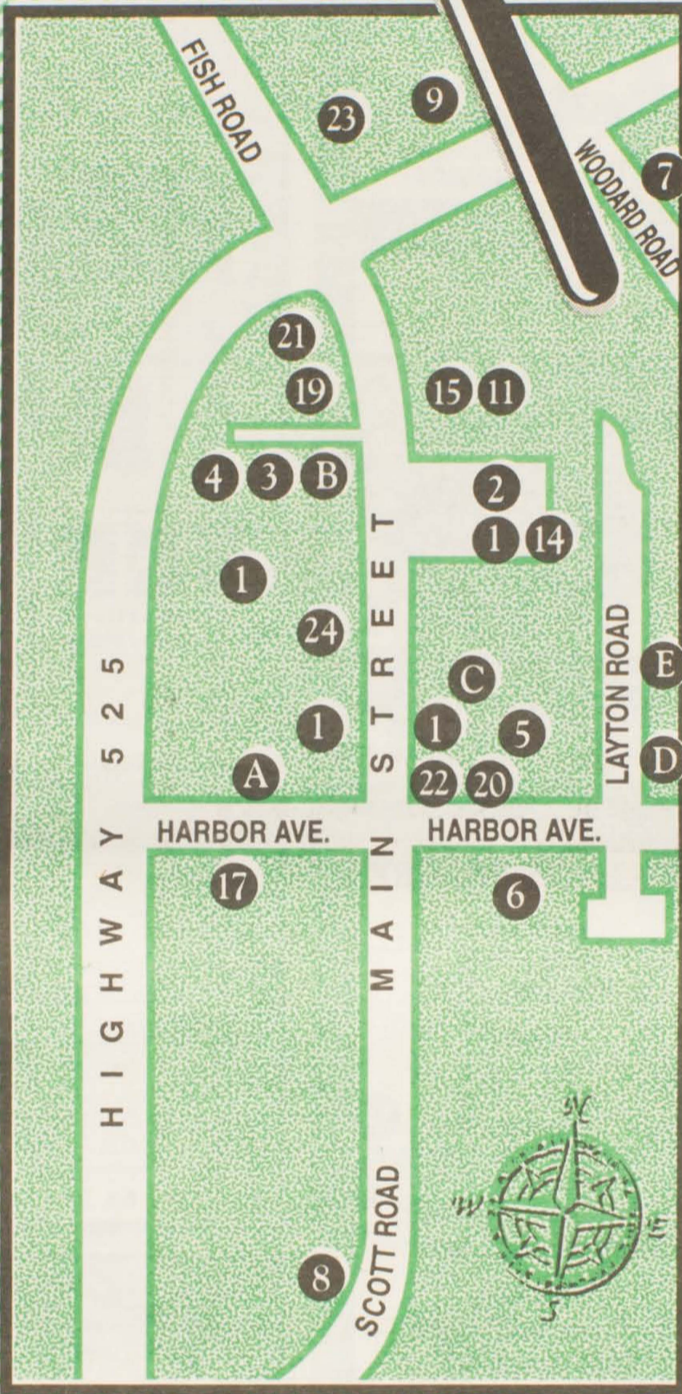 FISH ROAD
23
9
WOODARD ROAD
7
21
19
15 11
4 3 B
2
1 14
1
24
MAIN STREET
HIGHWAY 525
LAYTON ROAD
E
C
1
1
5
D
A
22 20
HARBOR AVE.
HARBOR AVE.
17
6
N
W
E
S
SCOTT ROAD
8